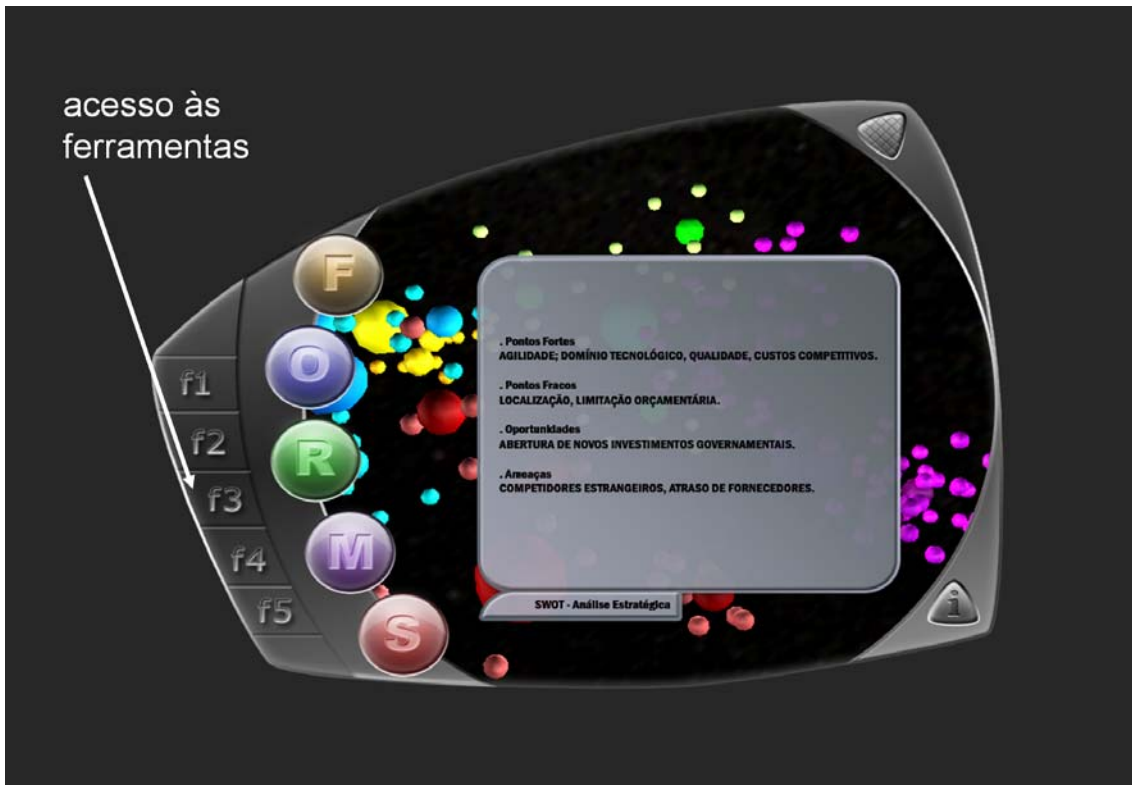 acesso às
ferramentas
F
O
R
M
S
f1
f2
f3
f4
f5
. Pontos Fortes
AGILIDADE; DOMÍNIO TECNOLÓGICO, QUALIDADE, CUSTOS COMPETITIVOS.
. Pontos Fracos
LOCALIZAÇÃO, LIMITAÇÃO ORÇAMENTÁRIA.
. Oportunidades
ABERTURA DE NOVOS INVESTIMENTOS GOVERNAMENTAIS.
. Ameaças
COMPETIDORES ESTRANGEIROS, ATRASO DE FORNECEDORES.
SWOT - Análise Estratégica
i